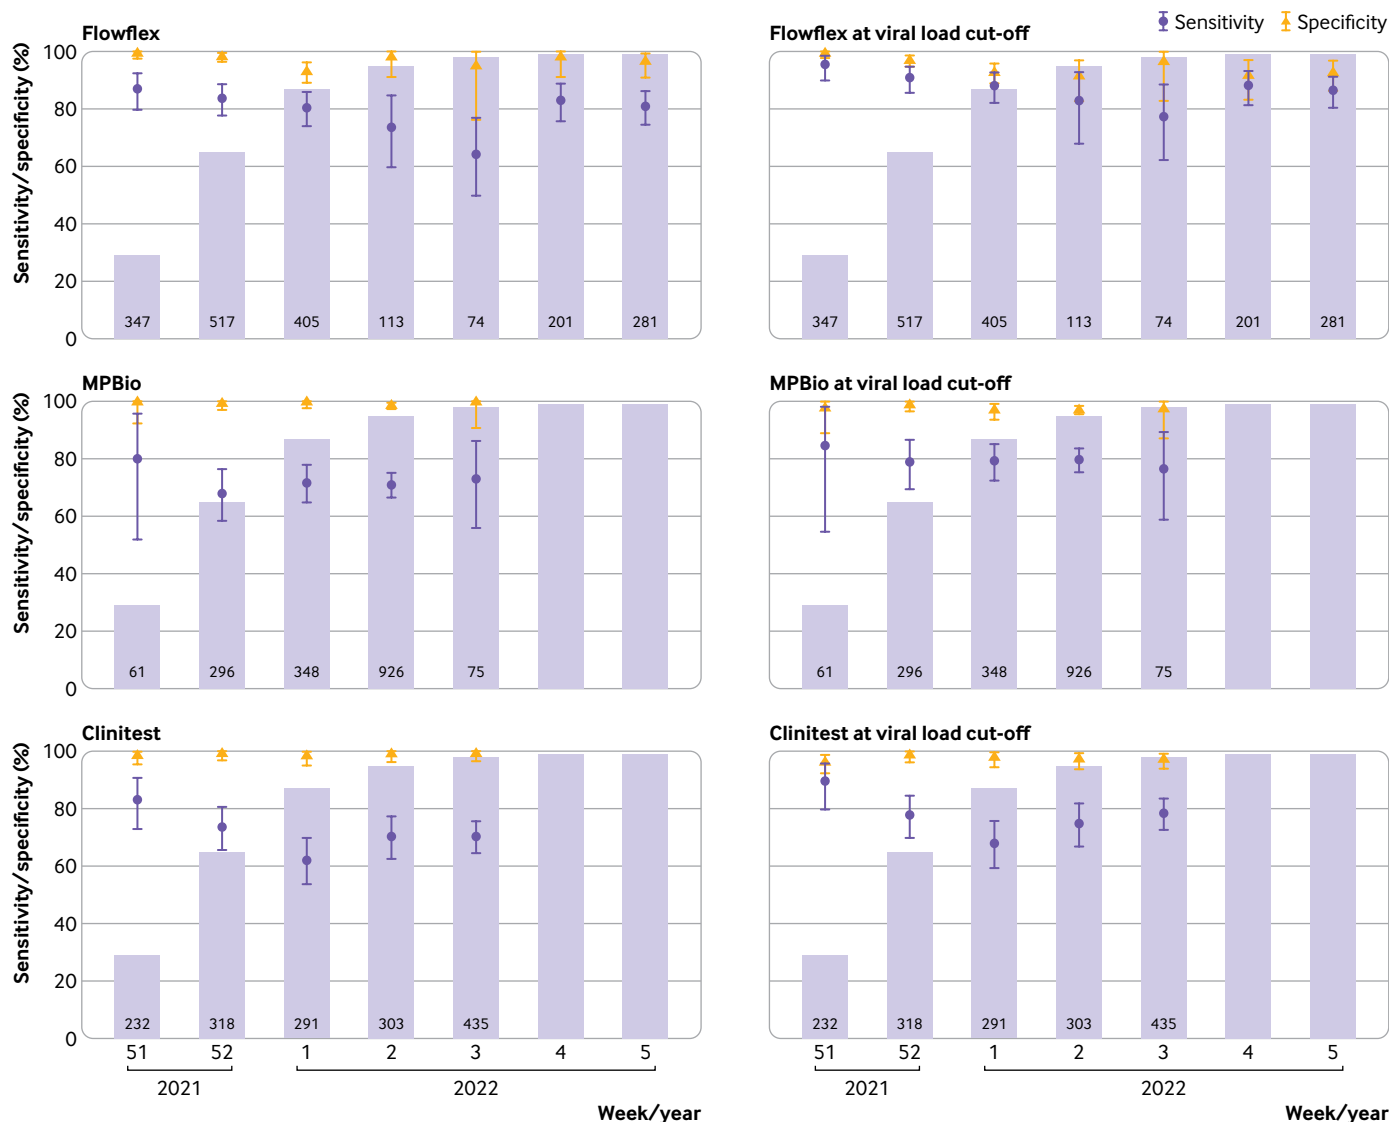 Sensitivity Specificity
Flowflex
Sensitivity/specificity (%)
100
80
60
40
20
0
347 517 405 113 74 201 281
Flowflex at viral load cut-off
347 517 405 113 74 201 281
MPBio
Sensitivity/specificity (%)
100
80
60
40
20
0
61 296 348 926 75
MPBio at viral load cut-off
61 296 348 926 75
Clinitest
Sensitivity/specificity (%)
100
80
60
40
20
0
232 318 291 303 435
51 52 1 2 3 4 5
2021 2022
Week/year
Clinitest at viral load cut-off
232 318 291 303 435
51 52 1 2 3 4 5
2021 2022
Week/year